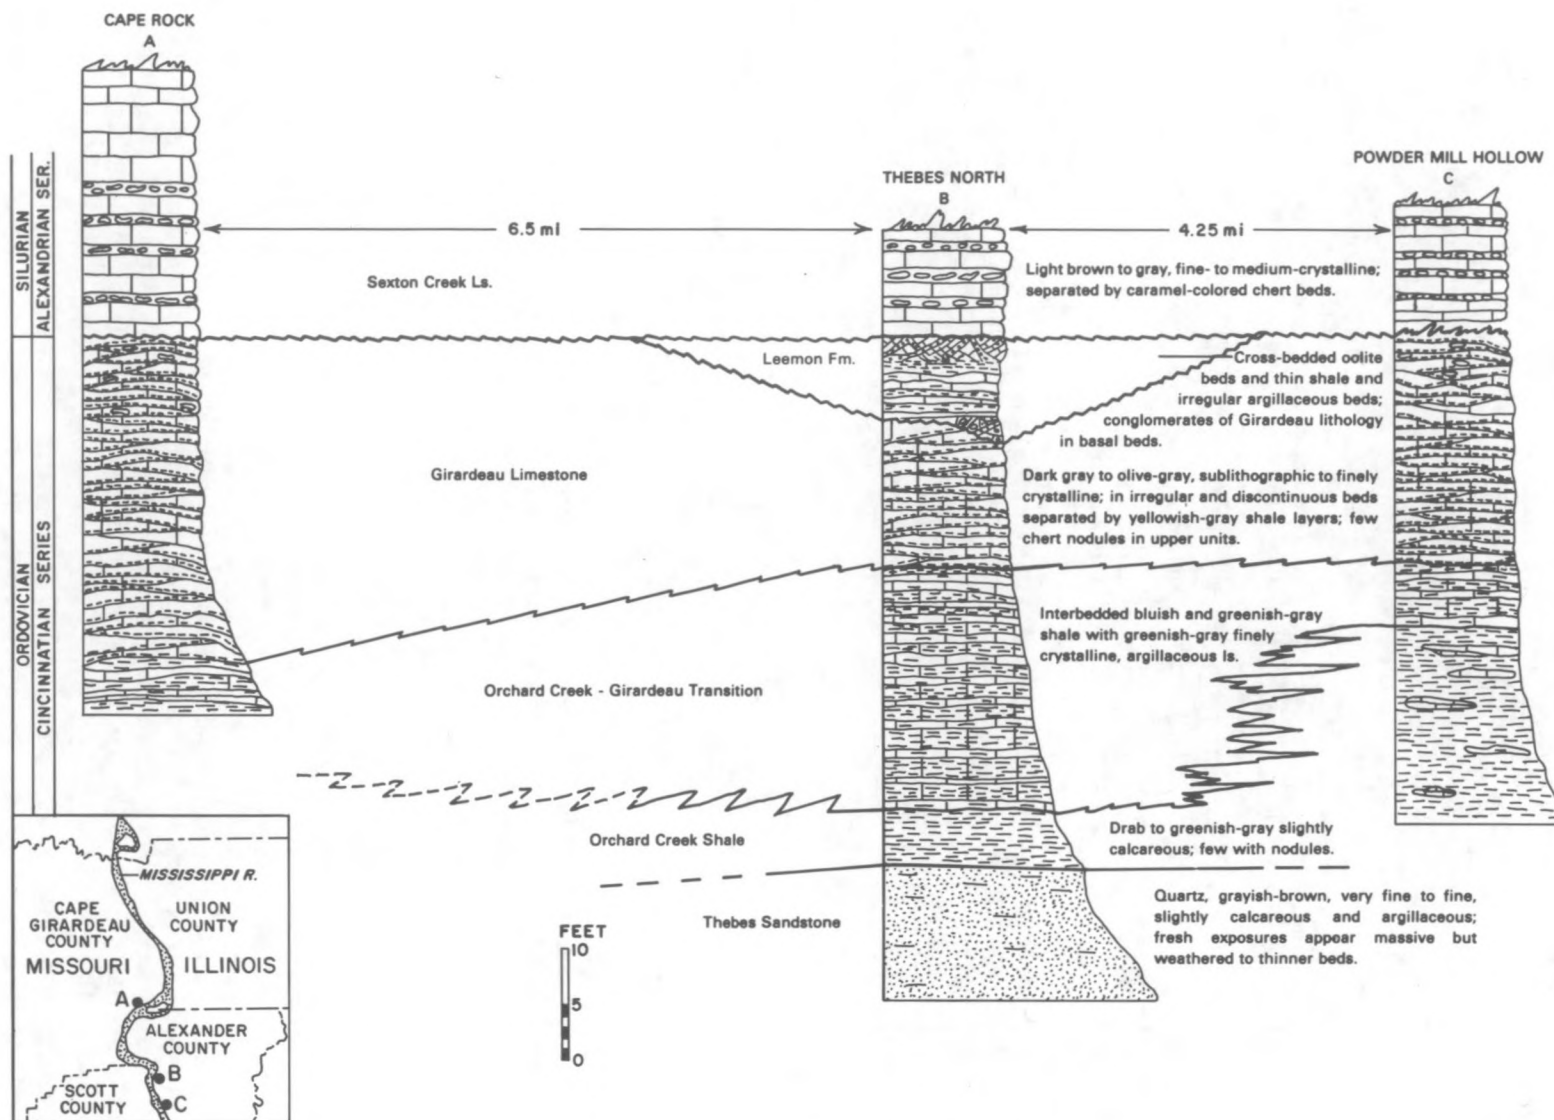 CAPE ROCK
A
POWDER MILL HOLLOW
C
THEBES NORTH
B
SILURIAN
ALEXANDRIAN SER.
6.5 mi
4.25 mi
Sexton Creek Ls.
Light brown to gray, fine- to medium-crystalline;
separated by caramel-colored chert beds.
Leemon Fm.
Cross-bedded oolite
beds and thin shale and
irregular argillaceous beds;
conglomerates of Girardeau lithology
in basal beds.
ORDOVICIAN
CINCINNATIAN SERIES
Girardeau Limestone
Dark gray to olive-gray, sublithographic to finely
crystalline; in irregular and discontinuous beds
separated by yellowish-gray shale layers; few
chert nodules in upper units.
Interbedded bluish and greenish-gray
shale with greenish-gray finely
crystalline, argillaceous ls.
Orchard Creek - Girardeau Transition
Orchard Creek Shale
Drab to greenish-gray slightly
calcareous; few with nodules.
Thebes Sandstone
Quartz, grayish-brown, very fine to fine,
slightly calcareous and argillaceous;
fresh exposures appear massive but
weathered to thinner beds.
FEET
10
5
0
MISSISSIPPI R.
CAPE
GIRARDEAU
COUNTY
UNION
COUNTY
MISSOURI
ILLINOIS
A
ALEXANDER
COUNTY
B
SCOTT
COUNTY
C